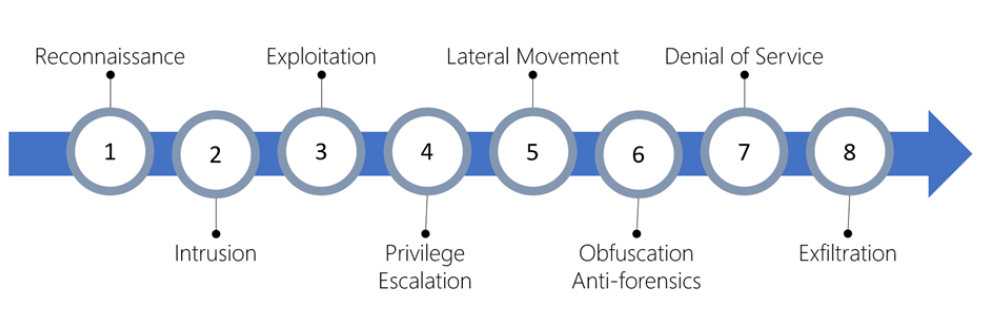 Reconnaissance
Exploitation
Lateral Movement
Denial of Service
1
2
3
4
5
6
7
8
Intrusion
Privilege
Escalation
Obfuscation
Anti-forensics
Exfiltration